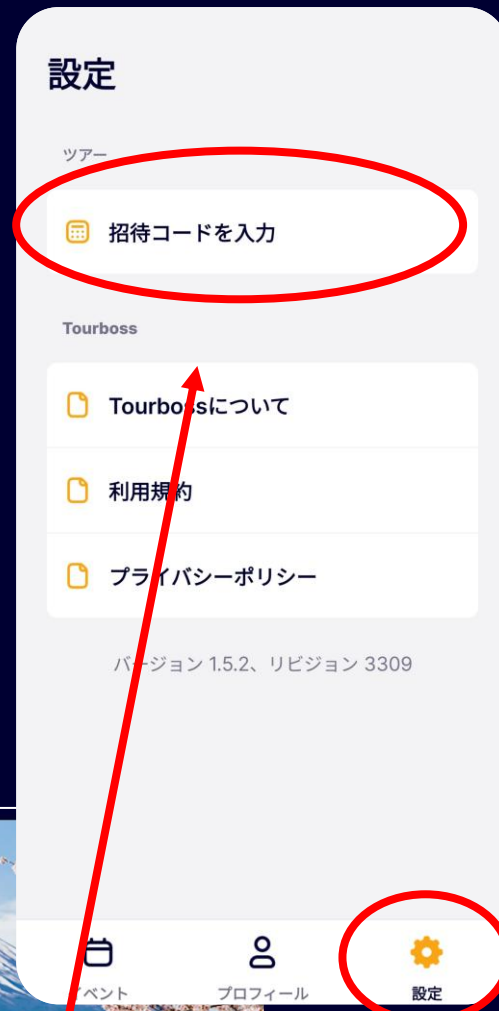 設定
ツアー
招待コードを入力
Tourboss
Tourbossについて
利用規約
プライバシーポリシー
バージョン 1.5.2、リビジョン 3309
イベント
プロフィール
設定